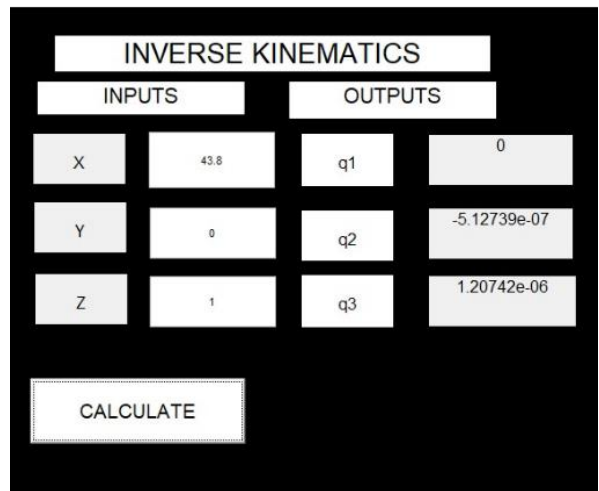 INVERSE KINEMATICS
INPUTS OUTPUTS
X 43.8 q1 0
Y 0 q2 -5.12739e-07
Z 1 q3 1.20742e-06
CALCULATE